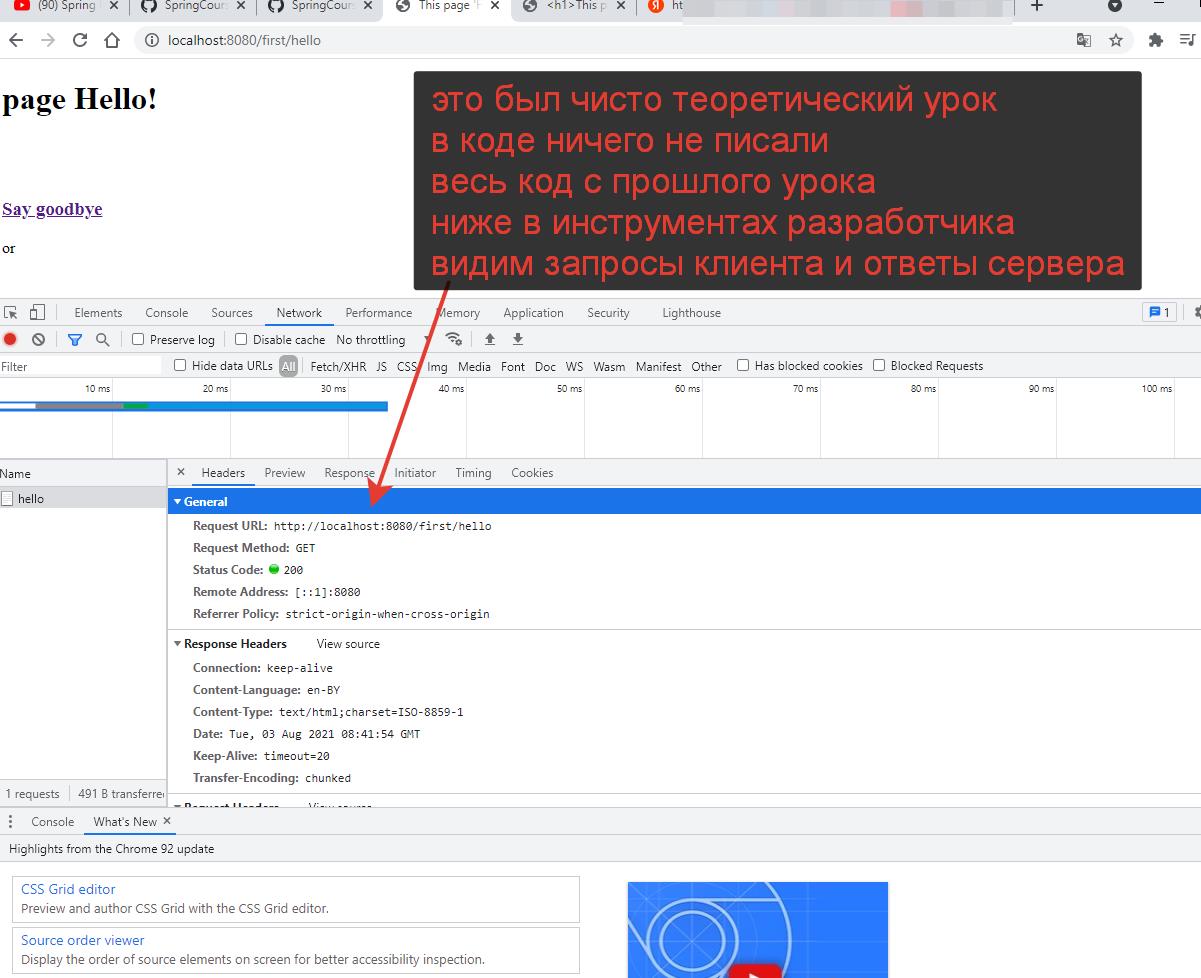 (90) Spring
SpringCours
SpringCours
This page 'H
<h1>This p
ht
localhost:8080/first/hello
page Hello!
Say goodbye
or
это был чисто теоретический урок
в коде ничего не писали
весь код с прошлого урока
ниже в инструментах разработчика
видим запросы клиента и ответы сервера
Elements Console Sources Network Performance Memory Application Security Lighthouse 1
Preserve log Disable cache No throttling
Filter Hide data URLs All Fetch/XHR JS CSS Img Media Font Doc WS Wasm Manifest Other Has blocked cookies Blocked Requests
10 ms 20 ms 30 ms 40 ms 50 ms 60 ms 70 ms 80 ms 90 ms 100 ms
Name
hello
Headers Preview Response Initiator Timing Cookies
General
Request URL: http://localhost:8080/first/hello
Request Method: GET
Status Code: 200
Remote Address: [::1]:8080
Referrer Policy: strict-origin-when-cross-origin
Response Headers View source
Connection: keep-alive
Content-Language: en-BY
Content-Type: text/html;charset=ISO-8859-1
Date: Tue, 03 Aug 2021 08:41:54 GMT
Keep-Alive: timeout=20
Transfer-Encoding: chunked
Request Headers View source
1 requests 491 B transferre
Console What's New
Highlights from the Chrome 92 update
CSS Grid editor
Preview and author CSS Grid with the CSS Grid editor.
Source order viewer
Display the order of source elements on screen for better accessibility inspection.